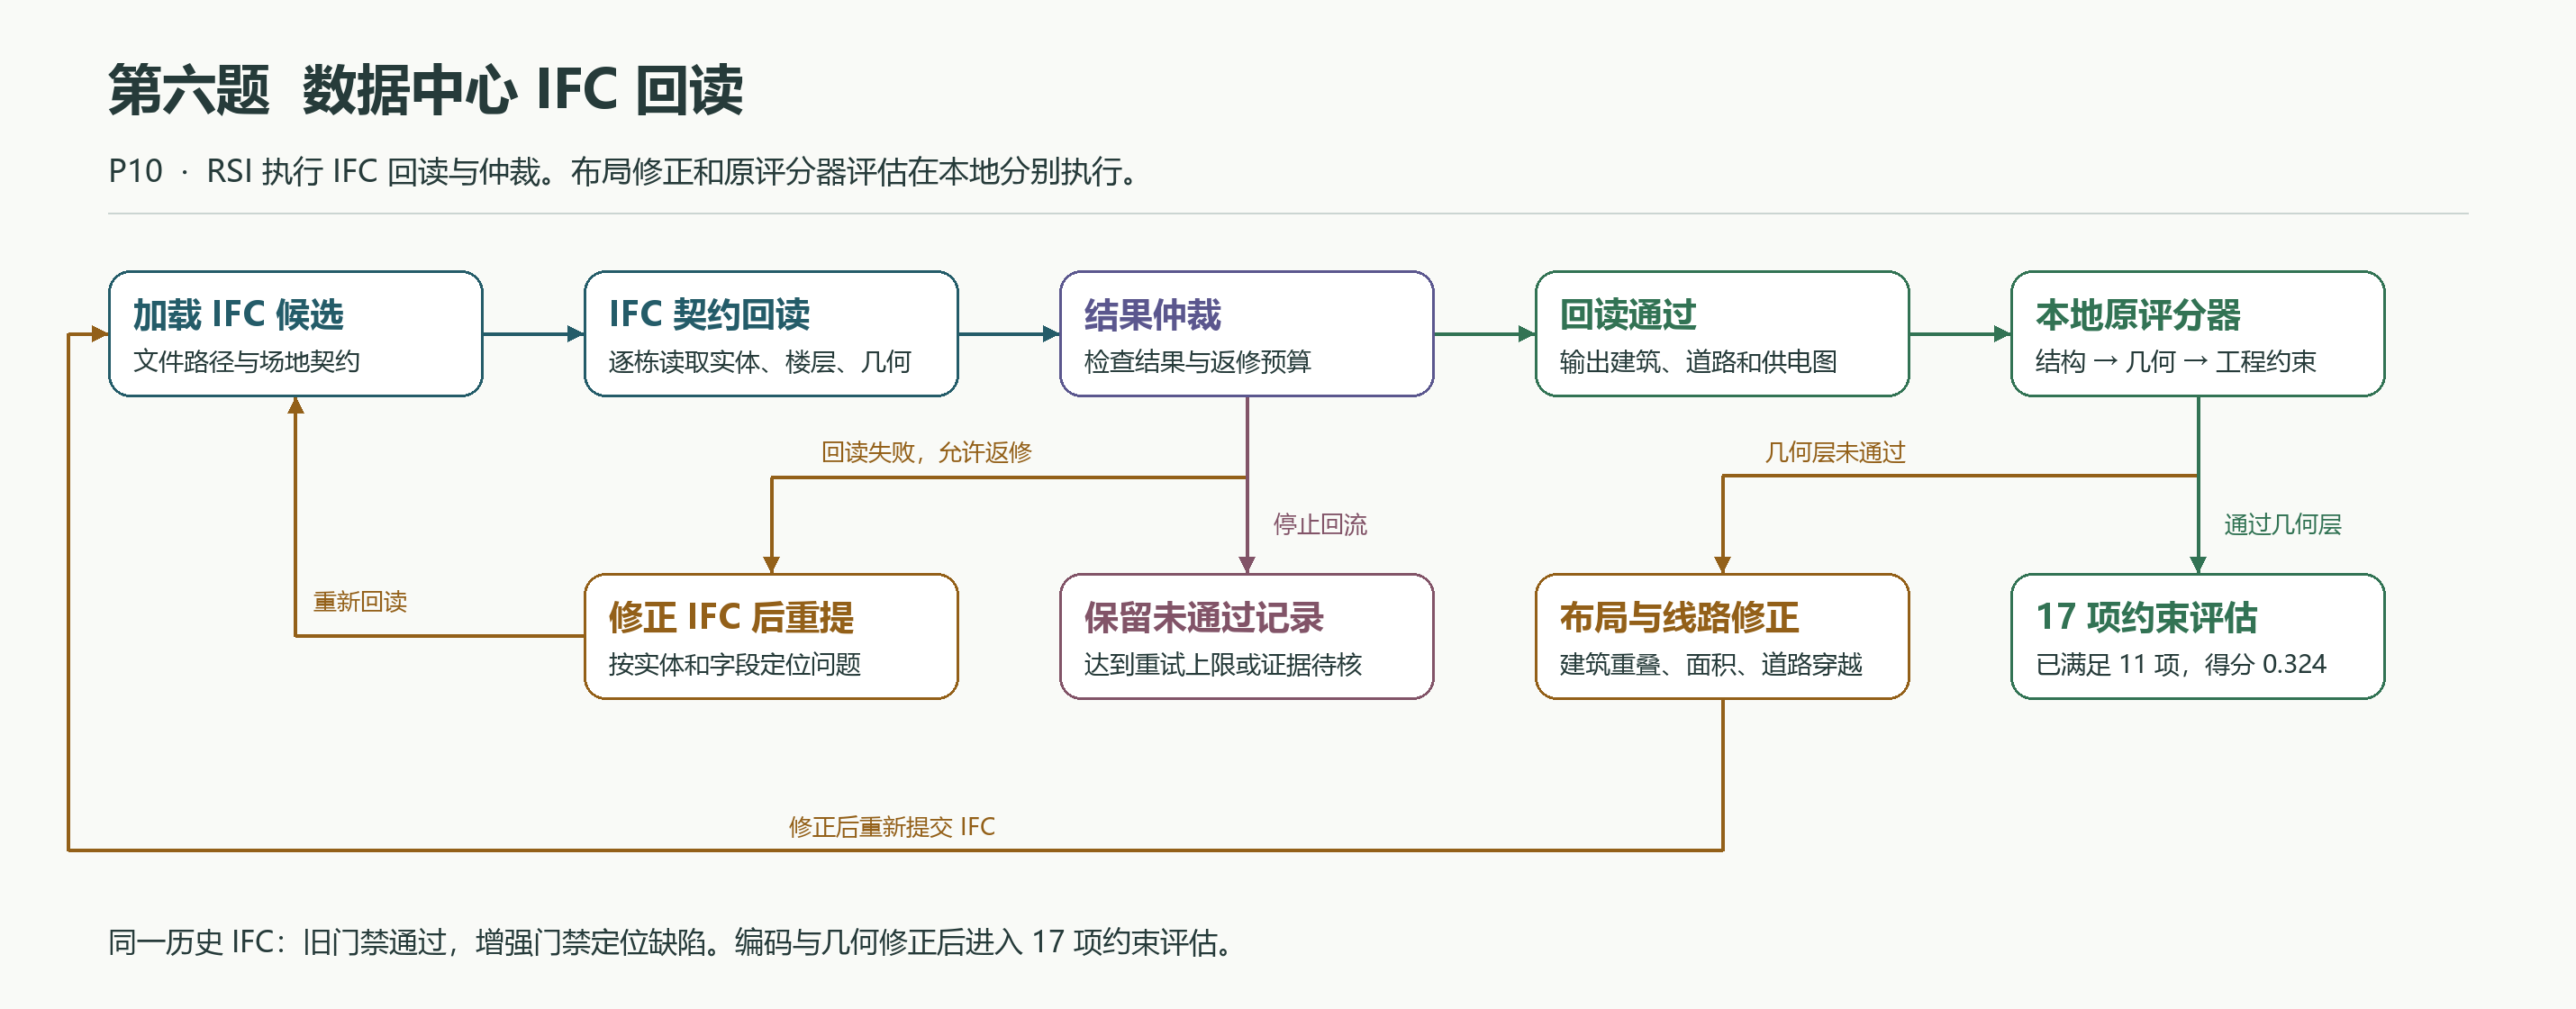 第六题 数据中心 IFC 回读
P10 · RSI 执行 IFC 回读与仲裁。布局修正和原评分器评估在本地分别执行。
加载 IFC 候选
文件路径与场地契约
IFC 契约回读
逐栋读取实体、楼层、几何
结果仲裁
检查结果与返修预算
回读通过
输出建筑、道路和供电图
本地原评分器
结构 → 几何 → 工程约束
回读失败，允许返修
几何层未通过
停止回流
通过几何层
重新回读
修正 IFC 后重提
按实体和字段定位问题
保留未通过记录
达到重试上限或证据待核
布局与线路修正
建筑重叠、面积、道路穿越
17 项约束评估
已满足 11 项，得分 0.324
修正后重新提交 IFC
同一历史 IFC：旧门禁通过，增强门禁定位缺陷。编码与几何修正后进入 17 项约束评估。